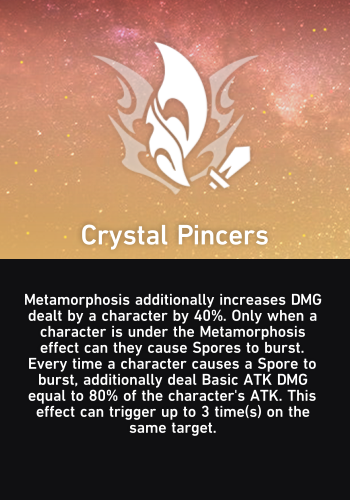 Crystal Pincers
Metamorphosis additionally increases DMG
dealt by a character by 40%. Only when a
character is under the Metamorphosis
effect can they cause Spores to burst.
Every time a character causes a Spore to
burst, additionally deal Basic ATK DMG
equal to 80% of the character's ATK. This
effect can trigger up to 3 time(s) on the
same target.